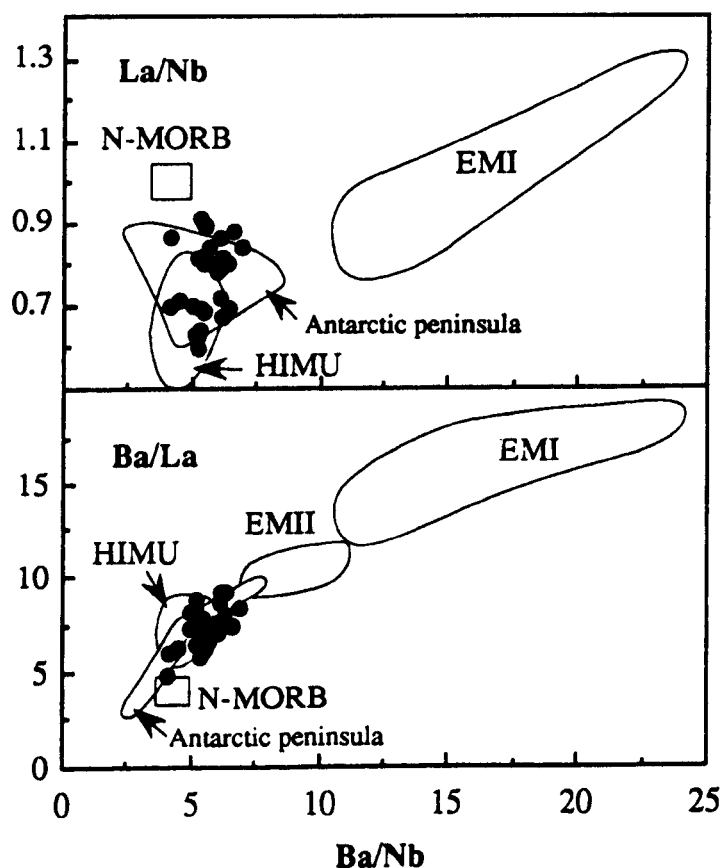 La/Nb
1.3
1.1
0.9
0.7
N-MORB
EMI
Antarctic peninsula
HIMU
Ba/La
15
10
5
0
EMI
EMII
HIMU
N-MORB
Antarctic peninsula
0 5 10 15 20 25
Ba/Nb